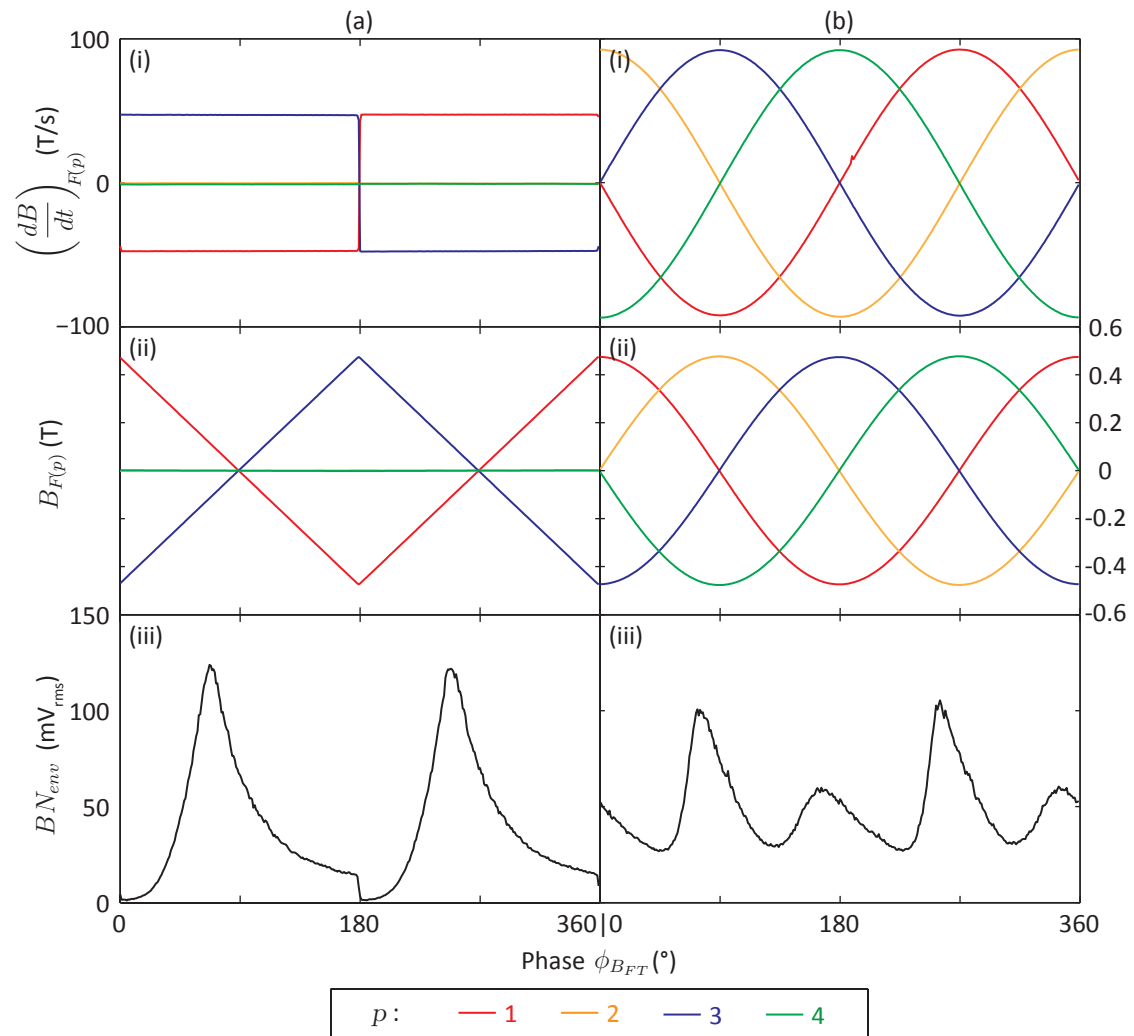 (a)
(b)
(i)
(i)
100
0
−100
(dB/dt)F(p) (T/s)
(ii)
(ii)
BF(p) (T)
0.6
0.4
0.2
0
-0.2
-0.4
-0.6
(iii)
(iii)
150
100
50
0
BNenv (mVrms)
0
180
360|0
180
360
Phase ϕBFT (°)
p : 1 2 3 4